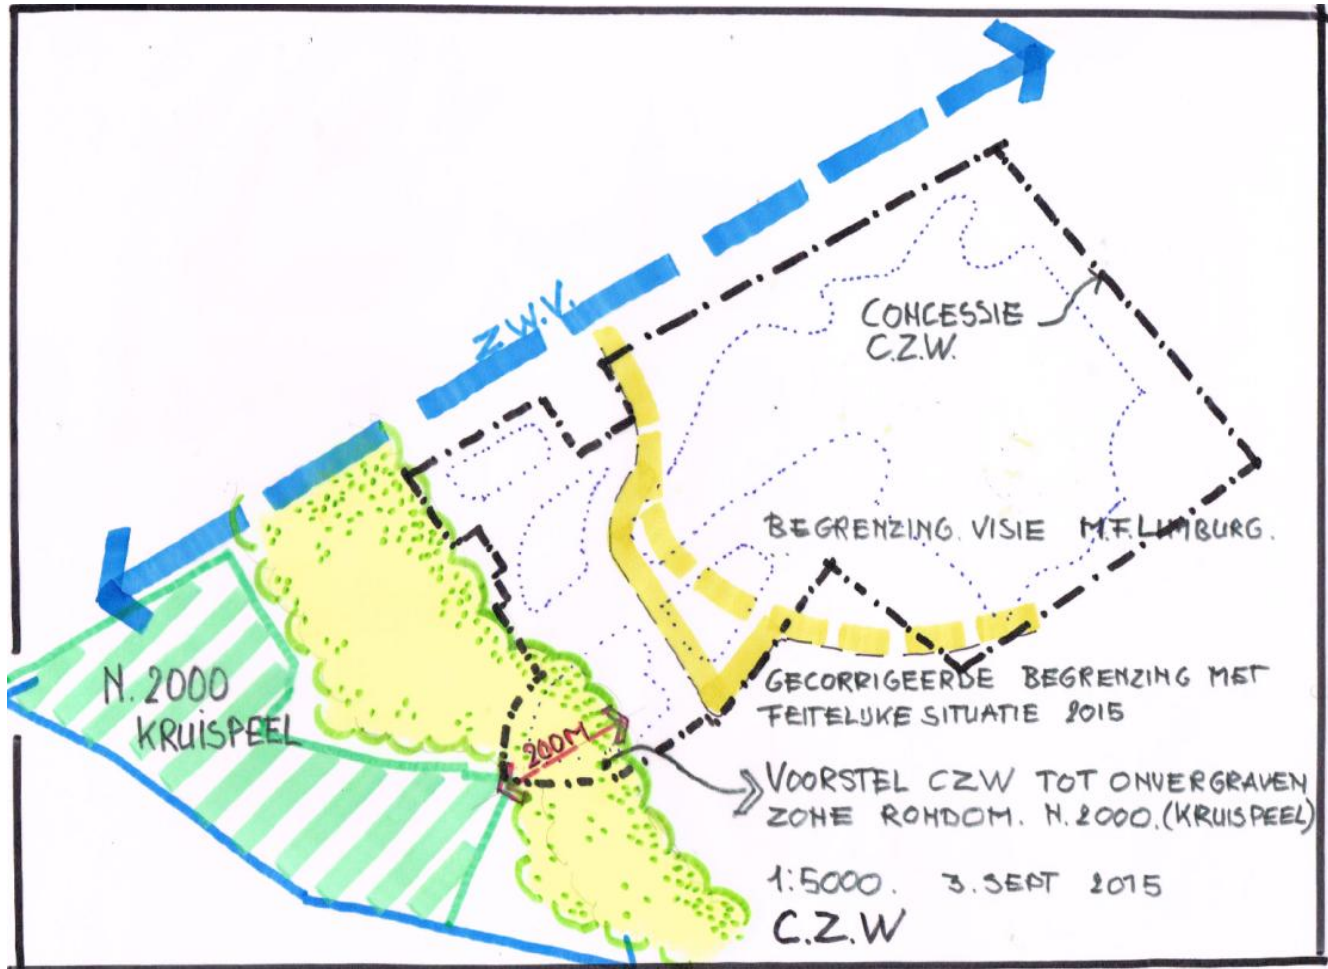 Z.W.V.
CONCESSIE
C.Z.W.
BEGRENZING VISIE M.F. LIMBURG.
N. 2000
KRUISPEEL
GECORRIGEERDE BEGRENZING MET
FEITELIJKE SITUATIE 2015
200M
VOORSTEL CZW TOT ONVERGRAVEN
ZONE RONDOM. N.2000.(KRUISPEEL)
1:5000. 3.SEPT 2015
C.Z.W